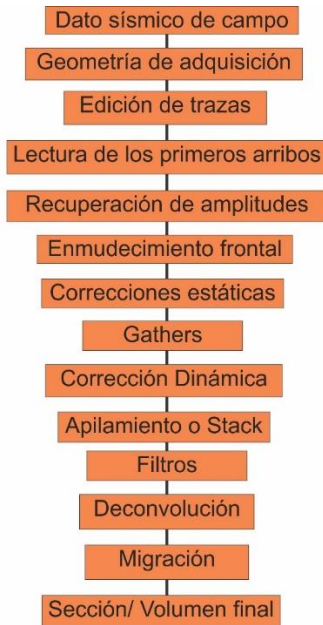 Dato sísmico de campo
Geometría de adquisición
Edición de trazas
Lectura de los primeros arribos
Recuperación de amplitudes
Enmudecimiento frontal
Correcciones estáticas
Gathers
Corrección Dinámica
Apilamiento o Stack
Filtros
Deconvolución
Migración
Sección/ Volumen final